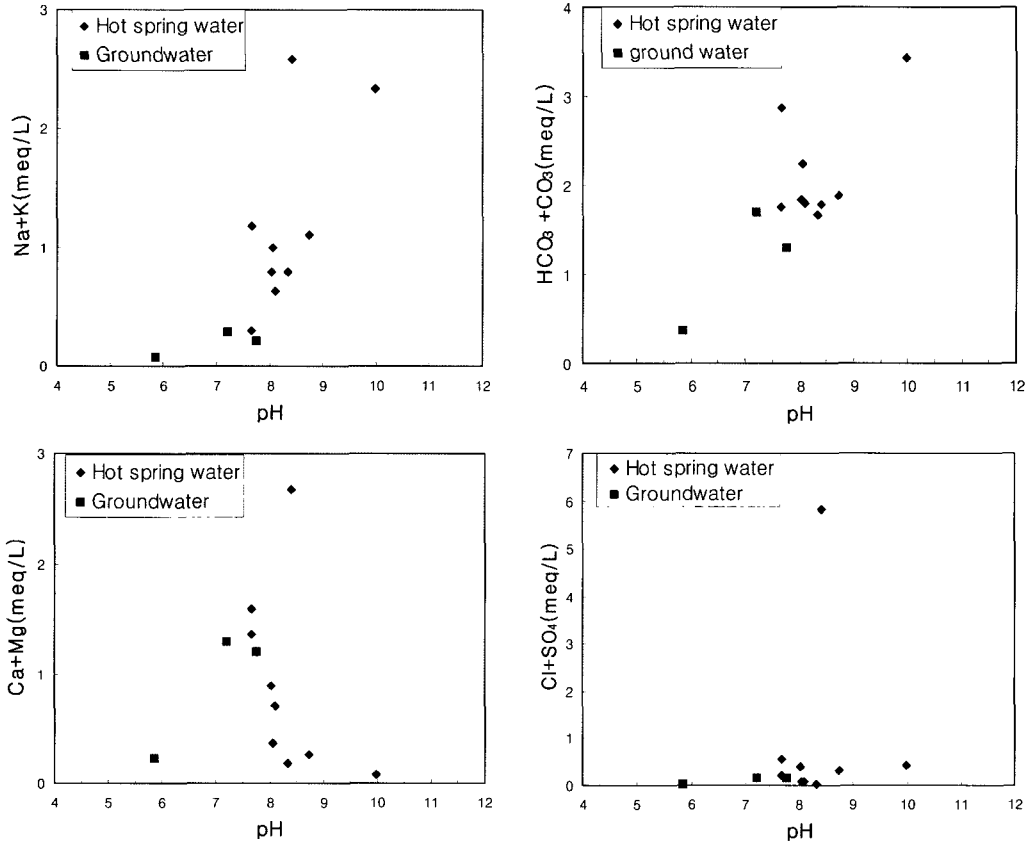 3
2
1
0
Na+K(meq/L)
Hot spring water
Groundwater
4 5 6 7 8 9 10 11 12
pH
4
3
2
1
0
HCO₃ +CO₃(meq/L)
Hot spring water
ground water
4 5 6 7 8 9 10 11 12
pH
3
2
1
0
Ca+Mg(meq/L)
Hot spring water
Groundwater
4 5 6 7 8 9 10 11 12
pH
7
6
5
4
3
2
1
0
Cl+SO₄(meq/L)
Hot spring water
Groundwater
4 5 6 7 8 9 10 11 12
pH